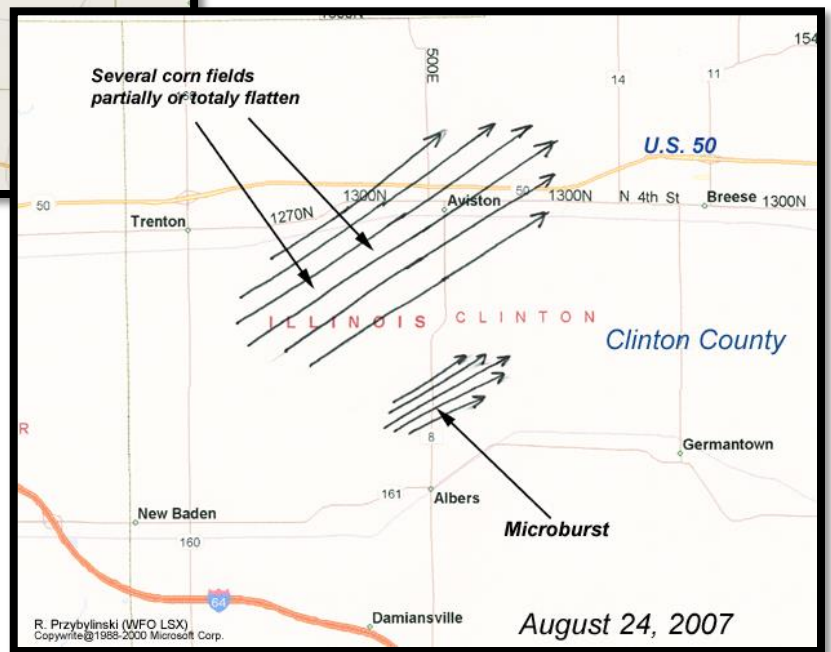 500E
154
14
11
Several corn fields
partially or totaly flatten
U.S. 50
50
1300N
50
1300N
N 4th St
Breese
1300N
Aviston
1270N
Trenton
ILLINOIS
CLINTON
Clinton County
R
8
Germantown
161
Albers
New Baden
Microburst
160
64
Damiansville
R. Przybylinski (WFO LSX)
Copywrite@1988-2000 Microsoft Corp.
August 24, 2007